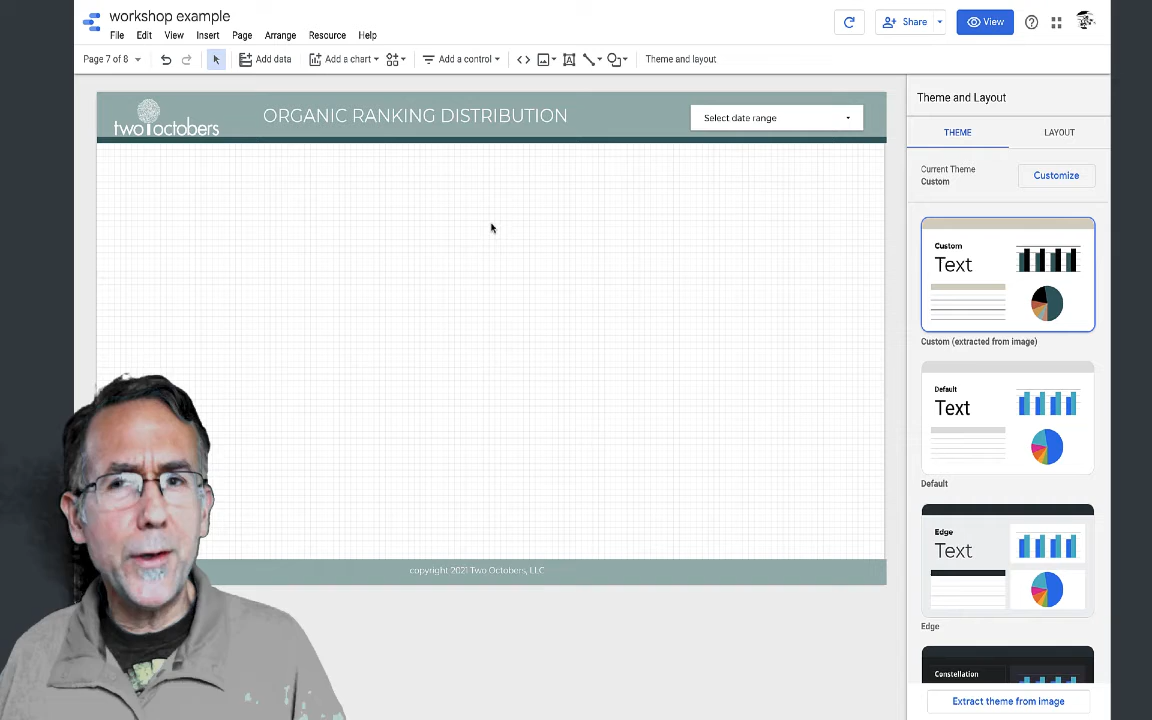 workshop example
File Edit View Insert Page Arrange Resource Help
Share
View
Page 7 of 8
Add data
Add a chart
Add a control
Theme and layout
two octobers
ORGANIC RANKING DISTRIBUTION
Select date range
copyright 2021 Two Octobers, LLC
Theme and Layout
THEME LAYOUT
Current Theme
Custom
Customize
Custom
Text
Custom (extracted from image)
Default
Text
Default
Edge
Text
Edge
Constellation
Extract theme from image